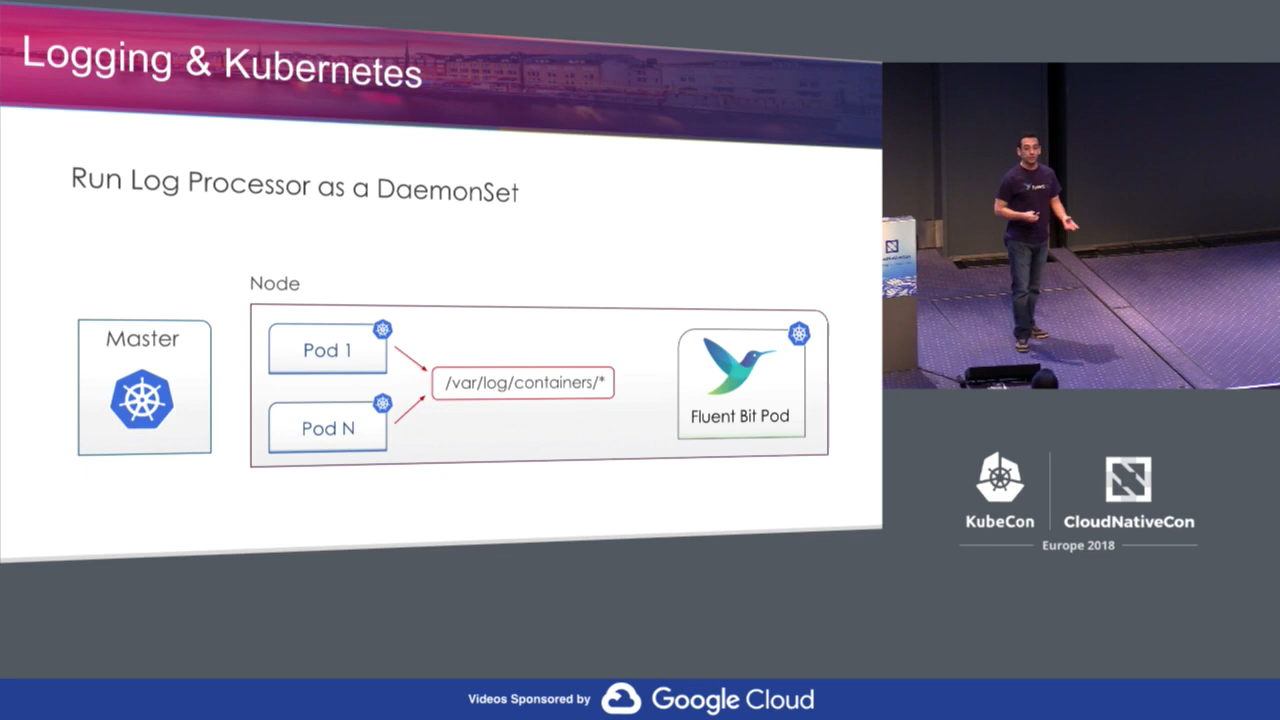 Logging & Kubernetes
Run Log Processor as a DaemonSet
Node
Master
Pod 1
Pod N
/var/log/containers/*
Fluent Bit Pod
KubeCon
CloudNativeCon
Europe 2018
Videos Sponsored by
Google Cloud